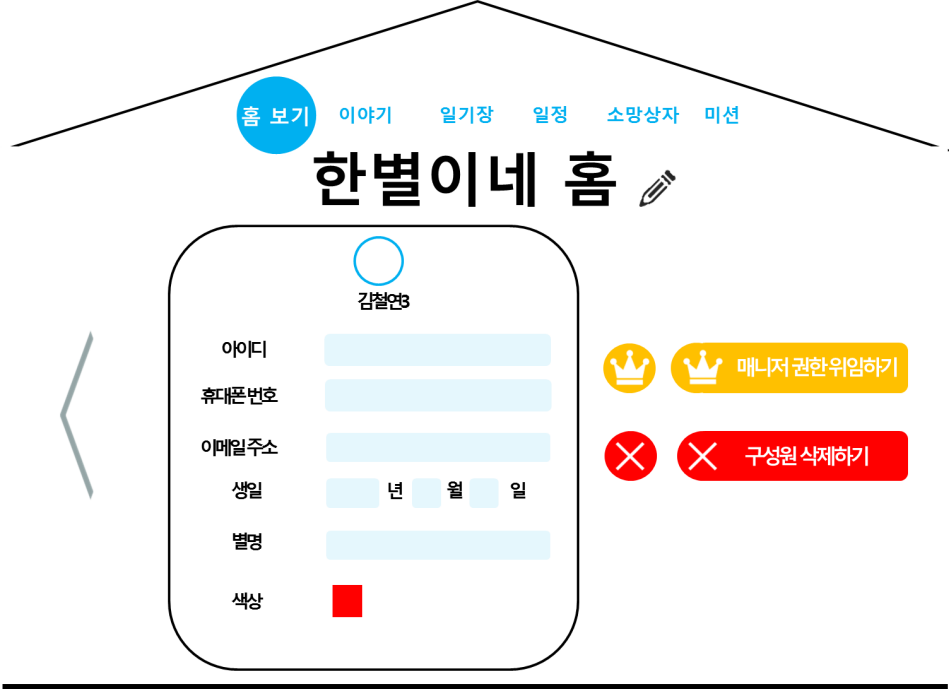 홈 보기 이야기 일기장 일정 소망상자 미션
한별이네 홈
김철연3
아이디
휴대폰 번호
이메일 주소
생일 년 월 일
별명
색상
매니저 권한 위임하기
구성원 삭제하기